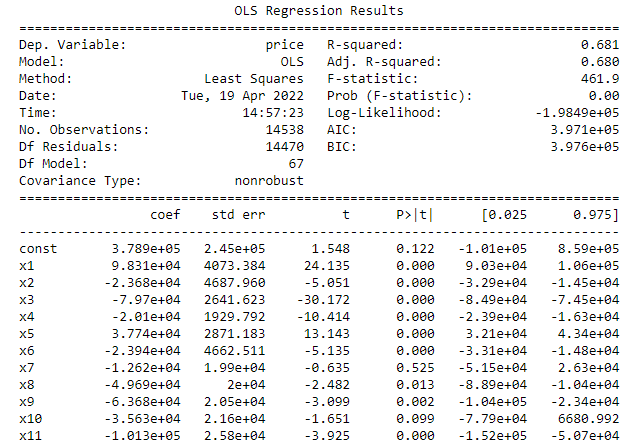 OLS Regression Results
==============================================================================
Dep. Variable: price R-squared: 0.681
Model: OLS Adj. R-squared: 0.680
Method: Least Squares F-statistic: 461.9
Date: Tue, 19 Apr 2022 Prob (F-statistic): 0.00
Time: 14:57:23 Log-Likelihood: -1.9849e+05
No. Observations: 14538 AIC: 3.971e+05
Df Residuals: 14470 BIC: 3.976e+05
Df Model: 67
Covariance Type: nonrobust
==============================================================================
coef std err t P>|t| [0.025 0.975]
------------------------------------------------------------------------------
const 3.789e+05 2.45e+05 1.548 0.122 -1.01e+05 8.59e+05
x1 9.831e+04 4073.384 24.135 0.000 9.03e+04 1.06e+05
x2 -2.368e+04 4687.960 -5.051 0.000 -3.29e+04 -1.45e+04
x3 -7.97e+04 2641.623 -30.172 0.000 -8.49e+04 -7.45e+04
x4 -2.01e+04 1929.792 -10.414 0.000 -2.39e+04 -1.63e+04
x5 3.774e+04 2871.183 13.143 0.000 3.21e+04 4.34e+04
x6 -2.394e+04 4662.511 -5.135 0.000 -3.31e+04 -1.48e+04
x7 -1.262e+04 1.99e+04 -0.635 0.525 -5.15e+04 2.63e+04
x8 -4.969e+04 2e+04 -2.482 0.013 -8.89e+04 -1.04e+04
x9 -6.368e+04 2.05e+04 -3.099 0.002 -1.04e+05 -2.34e+04
x10 -3.563e+04 2.16e+04 -1.651 0.099 -7.79e+04 6680.992
x11 -1.013e+05 2.58e+04 -3.925 0.000 -1.52e+05 -5.07e+04